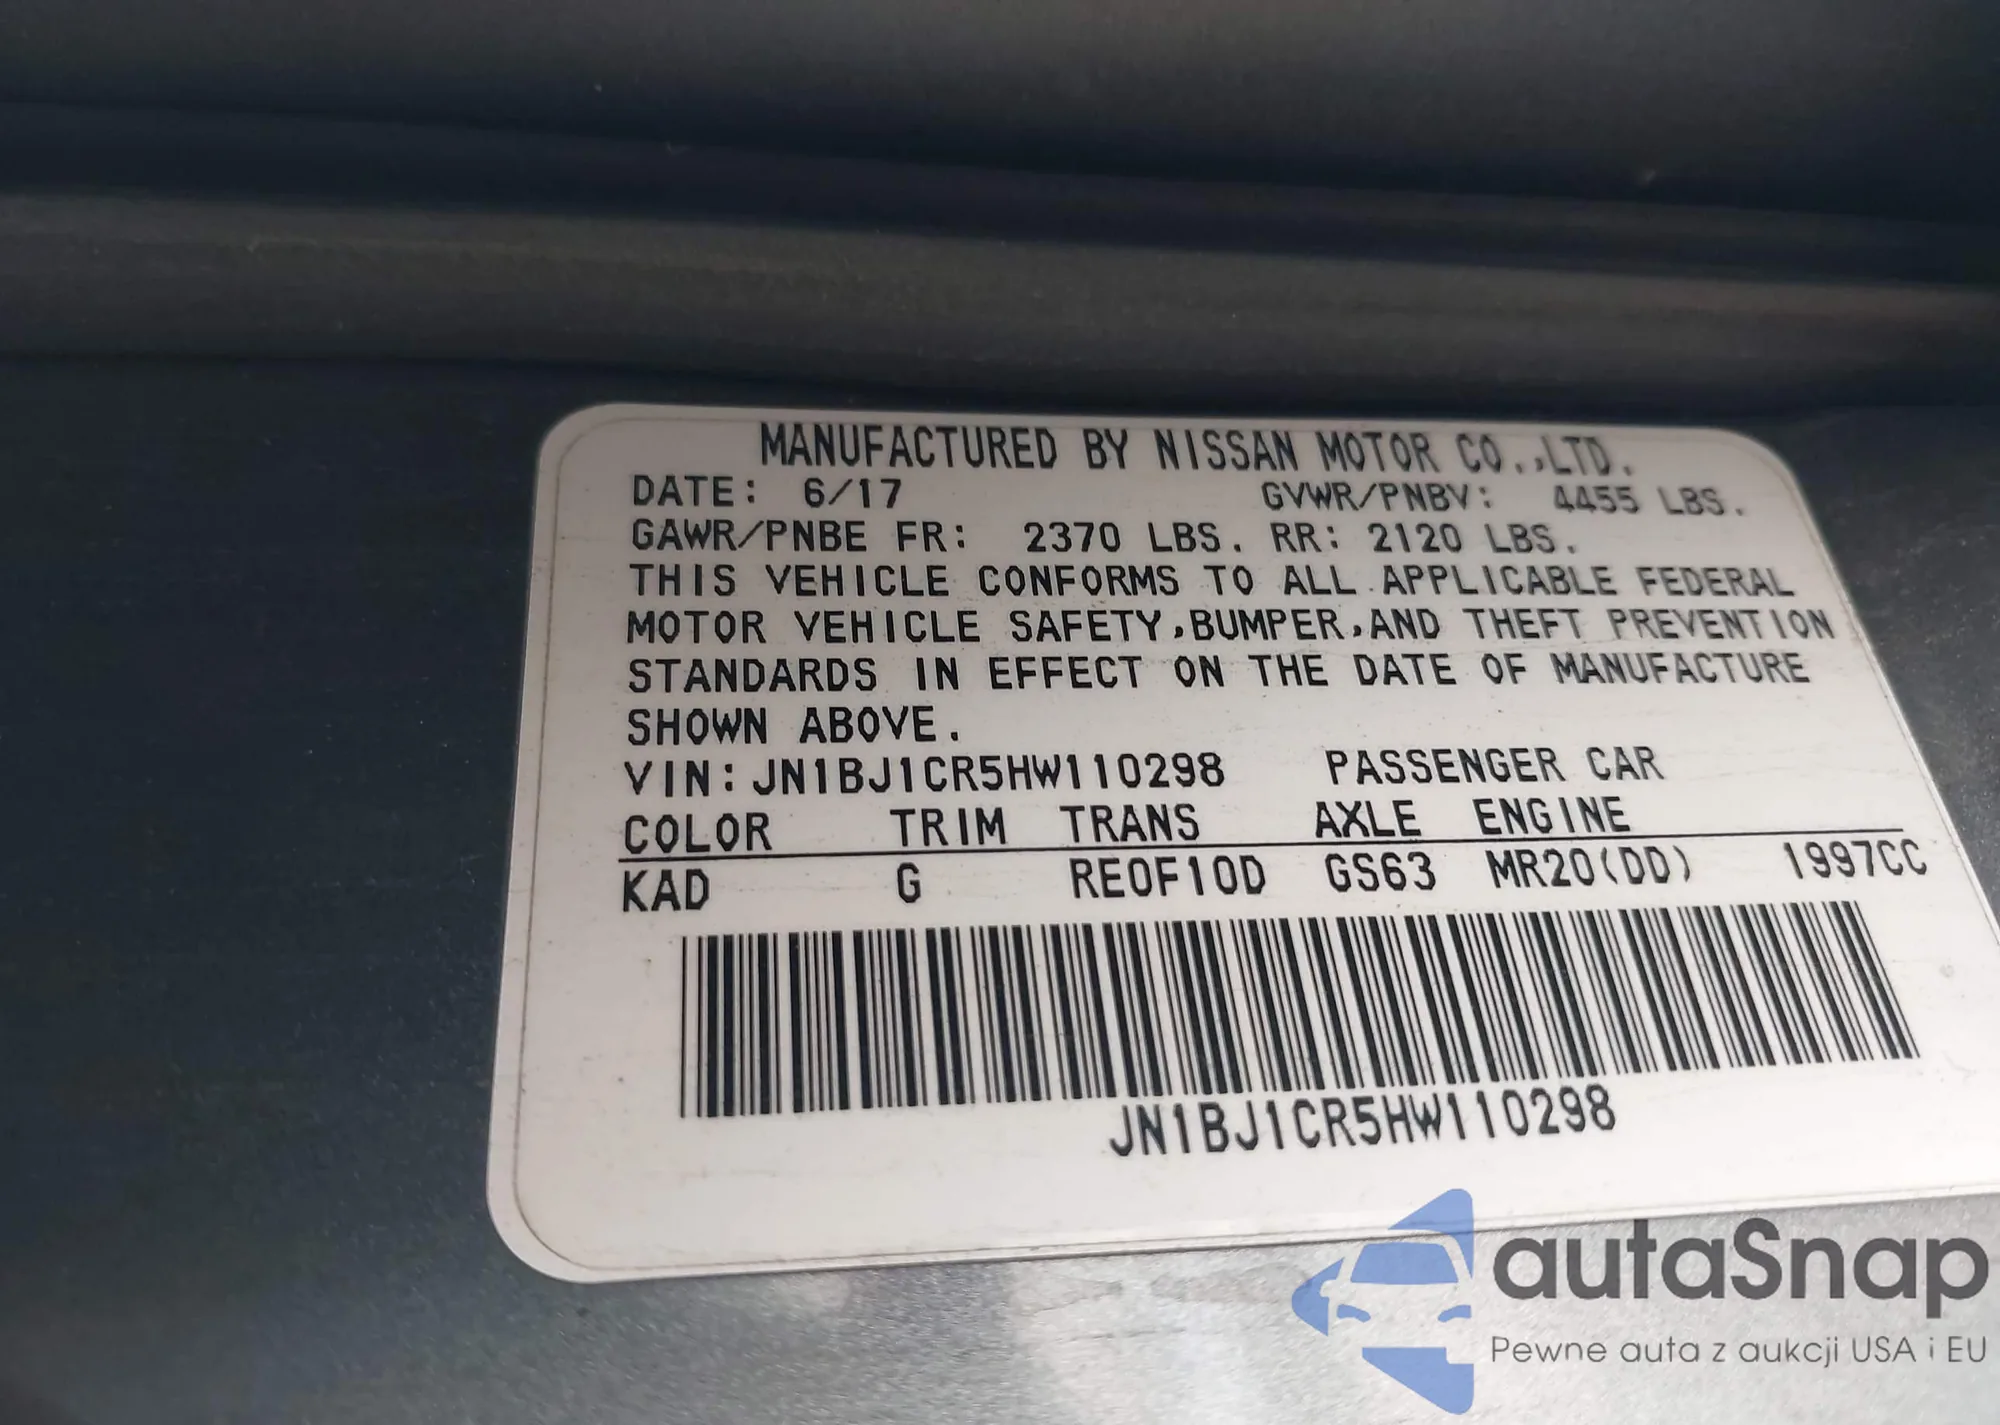 MANUFACTURED BY NISSAN MOTOR CO.,LTD.
DATE: 6/17 GVWR/PNBV: 4455 LBS.
GAWR/PNBE FR: 2370 LBS. RR: 2120 LBS.
THIS VEHICLE CONFORMS TO ALL APPLICABLE FEDERAL
MOTOR VEHICLE SAFETY,BUMPER,AND THEFT PREVENTION
STANDARDS IN EFFECT ON THE DATE OF MANUFACTURE
SHOWN ABOVE.
VIN:JN1BJ1CR5HW110298 PASSENGER CAR
COLOR TRIM TRANS AXLE ENGINE
KAD G RE0F10D GS63 MR20(DD) 1997CC
JN1BJ1CR5HW110298
autaSnap
Pewne auta z aukcji USA i EU